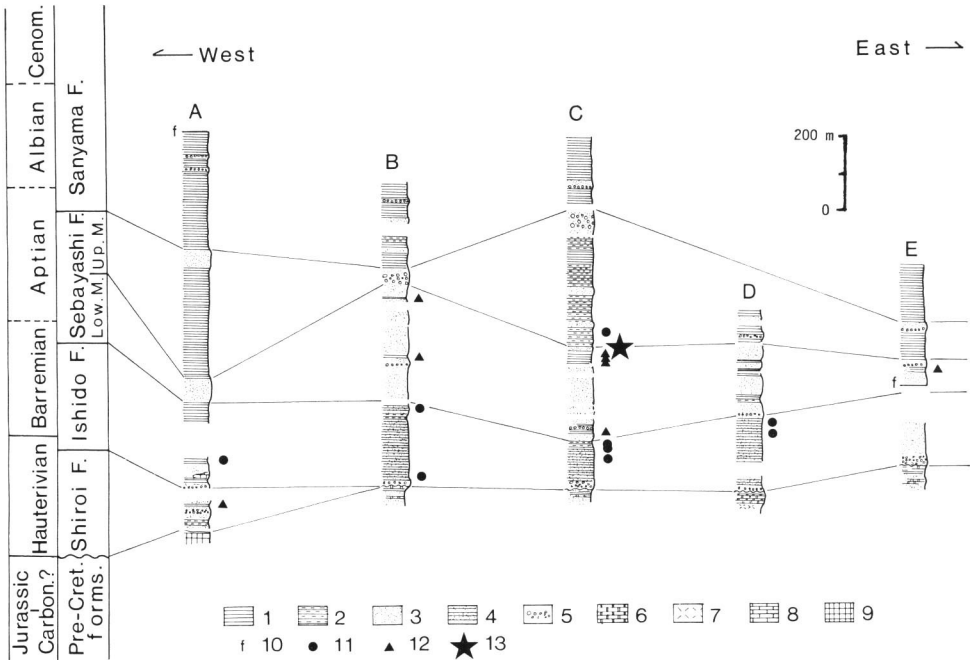 West
East
A
B
C
D
E
f
f
200 m
0
Cenom.
Albian
Aptian
Barremian
Hauterivian
Jurassic
Carbon.?
Sanyama F.
Sebayashi F.
Low. M. Up. M.
Ishido F.
Shiroi F.
Pre-Cret.
forms.
1 2 3 4 5 6 7 8 9
f 10 11 12 13